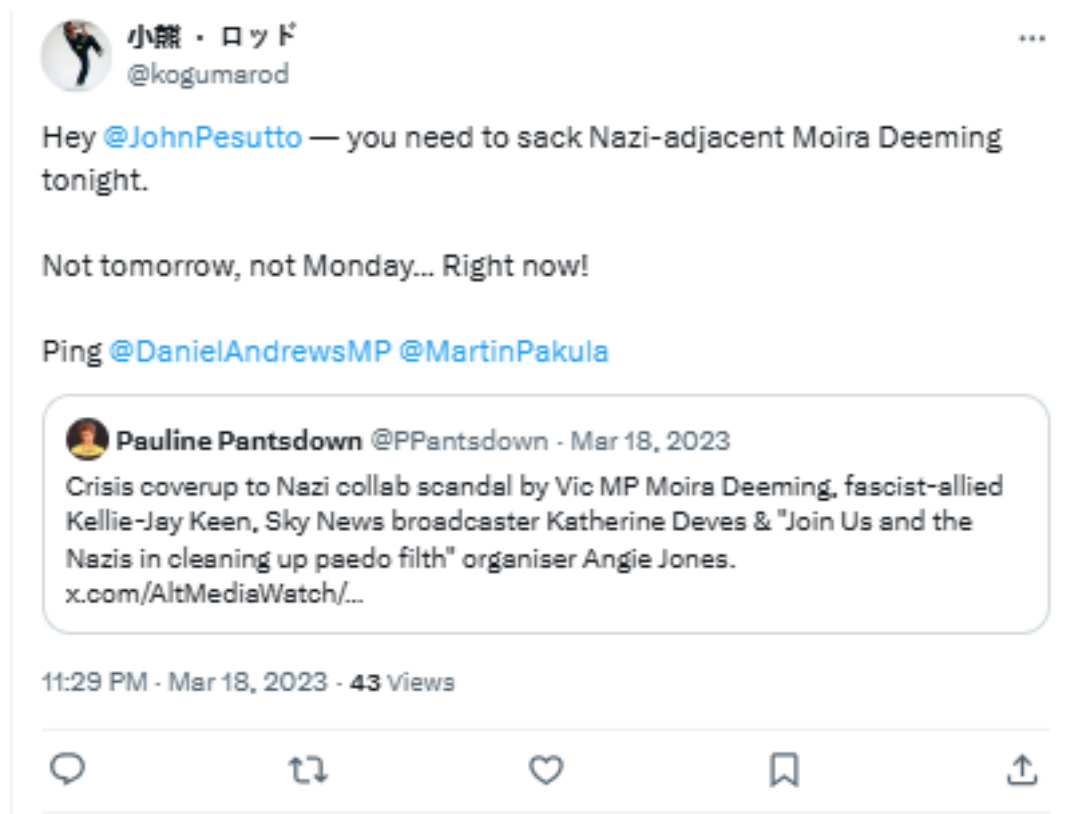 小熊 · ロッド
@kogumarod
Hey @JohnPesutto — you need to sack Nazi-adjacent Moira Deeming
tonight.
Not tomorrow, not Monday... Right now!
Ping @DanielAndrewsMP @MartinPakula
Pauline Pantsdown @PPantsdown · Mar 18, 2023
Crisis coverup to Nazi collab scandal by Vic MP Moira Deeming, fascist-allied
Kellie-Jay Keen, Sky News broadcaster Katherine Deves & "Join Us and the
Nazis in cleaning up paedo filth" organiser Angie Jones.
x.com/AltMediaWatch/...
11:29 PM · Mar 18, 2023 · 43 Views